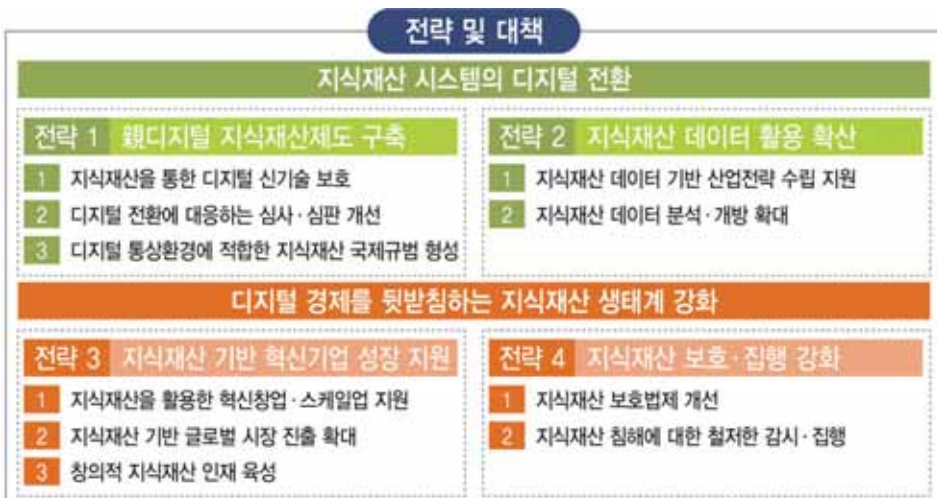 전략 및 대책
지식재산 시스템의 디지털 전환
전략 1 親디지털 지식재산제도 구축
1 지식재산을 통한 디지털 신기술 보호
2 디지털 전환에 대응하는 심사·심판 개선
3 디지털 통상환경에 적합한 지식재산 국제규범 형성
전략 2 지식재산 데이터 활용 확산
1 지식재산 데이터 기반 산업전략 수립 지원
2 지식재산 데이터 분석·개방 확대
디지털 경제를 뒷받침하는 지식재산 생태계 강화
전략 3 지식재산 기반 혁신기업 성장 지원
1 지식재산을 활용한 혁신창업·스케일업 지원
2 지식재산 기반 글로벌 시장 진출 확대
3 창의적 지식재산 인재 육성
전략 4 지식재산 보호·집행 강화
1 지식재산 보호법제 개선
2 지식재산 침해에 대한 철저한 감시·집행